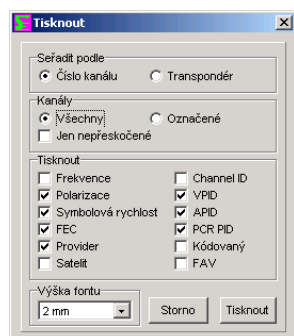 Tisknout
Seřadit podle
Číslo kanálu Transpondér
Kanály
Všechny Označené
Jen nepřeskočené
Tisknout
Frekvence Channel ID
Polarizace VPID
Symbolová rychlost APID
FEC PCR PID
Provider Kódovaný
Satelit FAV
Výška fontu
2 mm Storno Tisknout